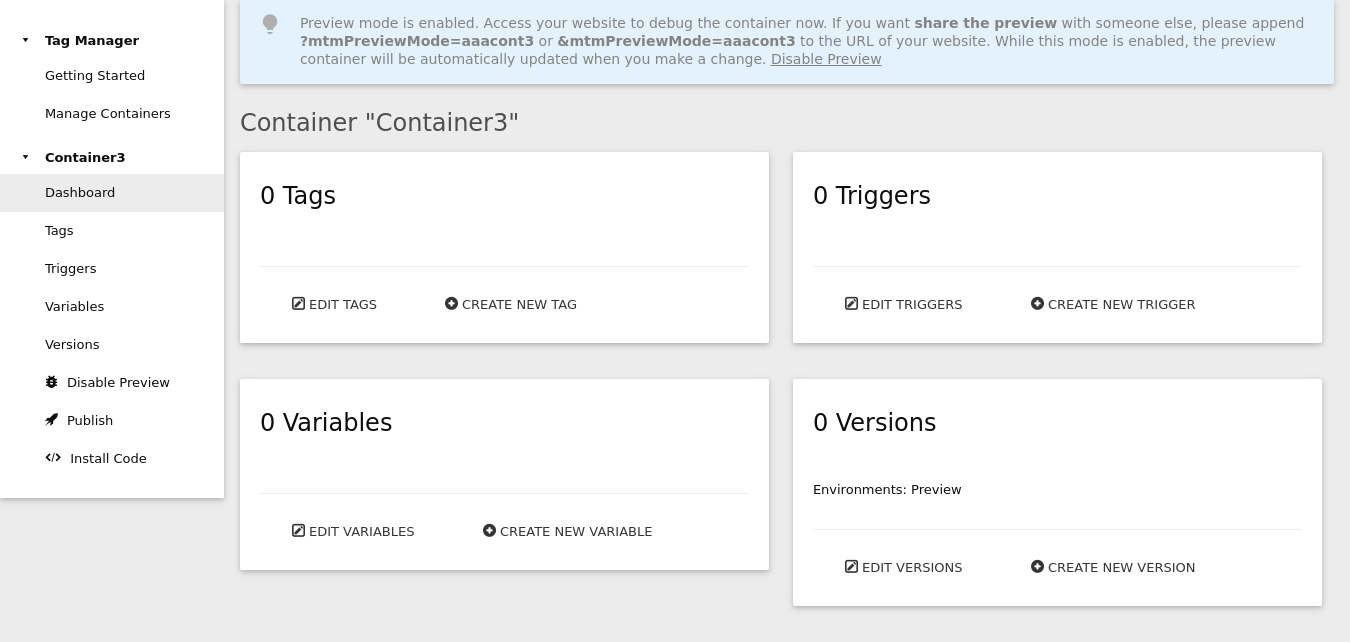 Tag Manager
Getting Started
Manage Containers
Container3
Dashboard
Tags
Triggers
Variables
Versions
Disable Preview
Publish
Install Code
Preview mode is enabled. Access your website to debug the container now. If you want share the preview with someone else, please append
?mtmPreviewMode=aaacont3 or &mtmPreviewMode=aaacont3 to the URL of your website. While this mode is enabled, the preview
container will be automatically updated when you make a change. Disable Preview
Container "Container3"
0 Tags
EDIT TAGS CREATE NEW TAG
0 Triggers
EDIT TRIGGERS CREATE NEW TRIGGER
0 Variables
EDIT VARIABLES CREATE NEW VARIABLE
0 Versions
Environments: Preview
EDIT VERSIONS CREATE NEW VERSION